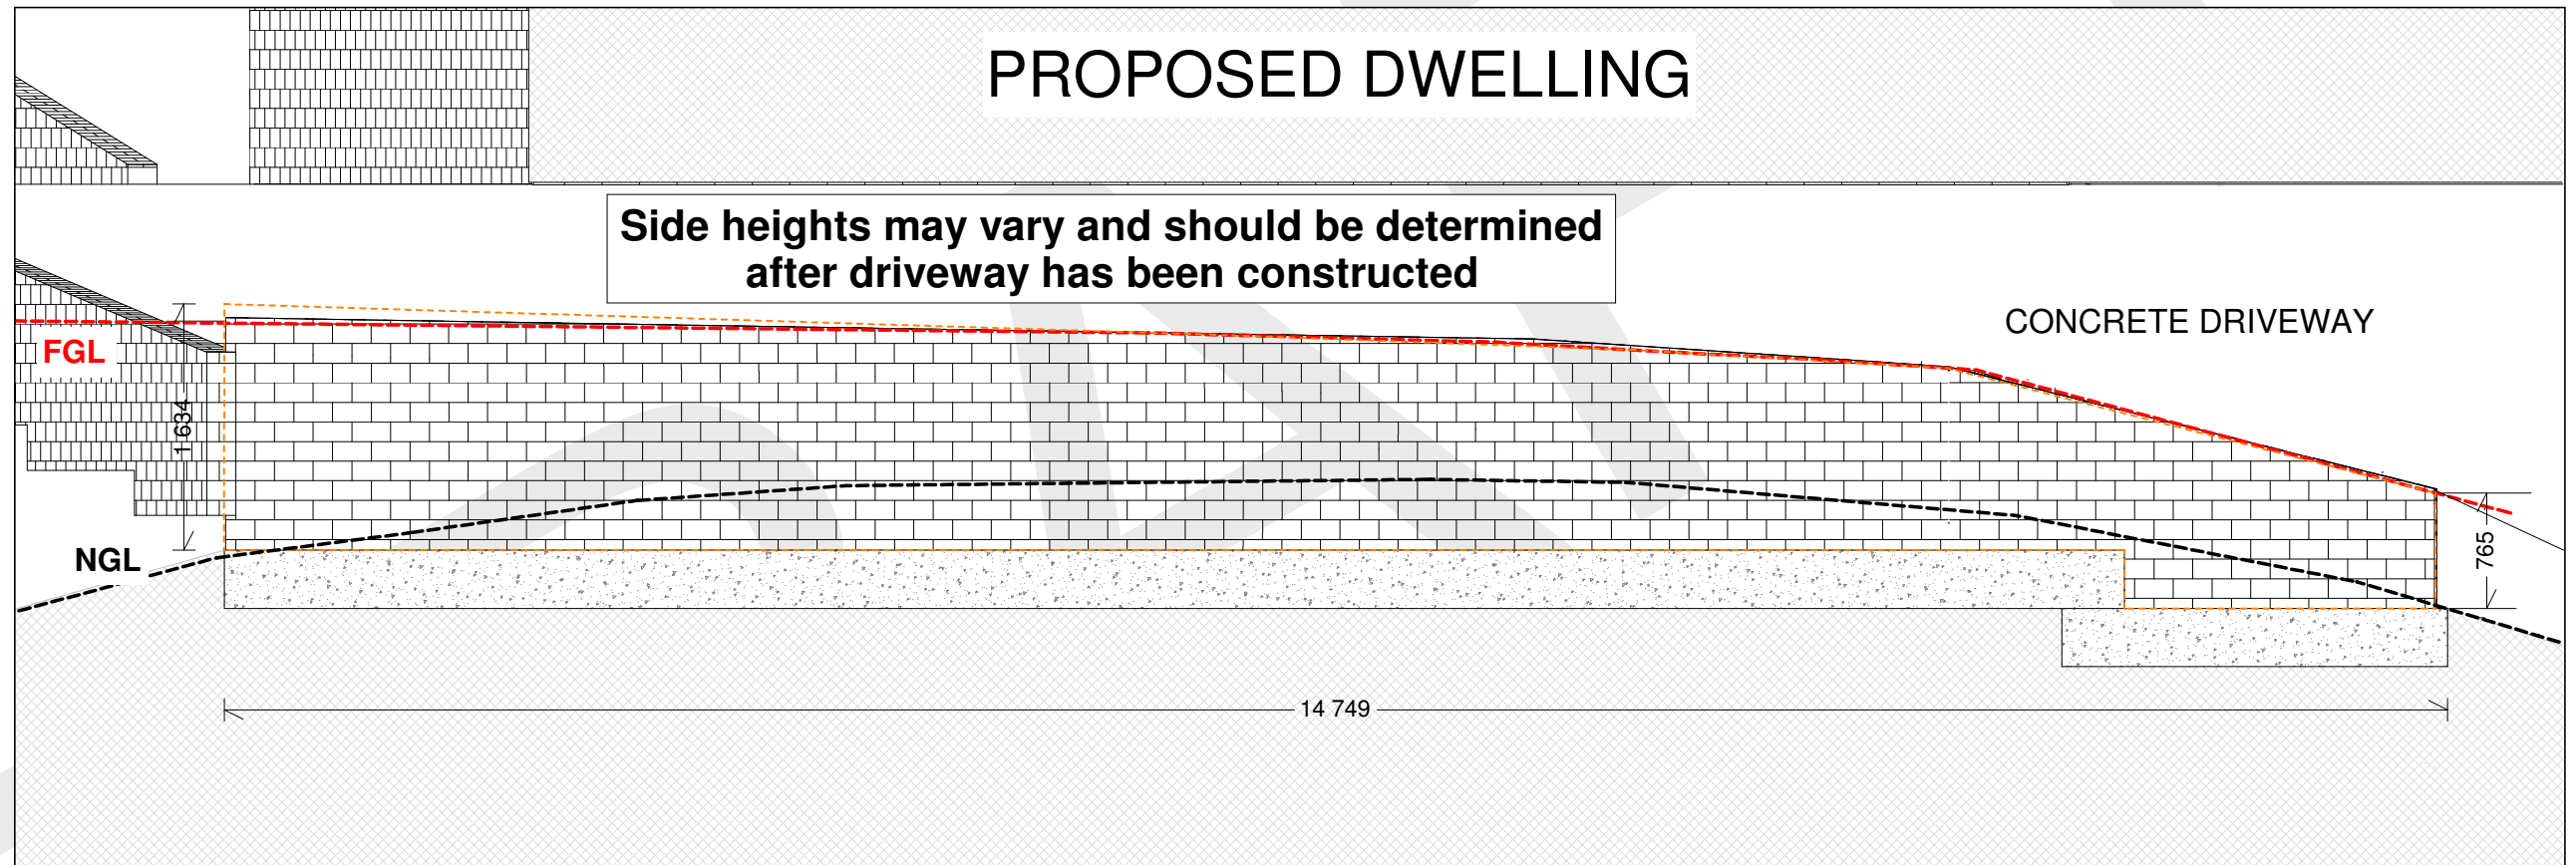 PROPOSED DWELLING
Side heights may vary and should be determined
after driveway has been constructed
CONCRETE DRIVEWAY
FGL
1 634
NGL
765
14 749